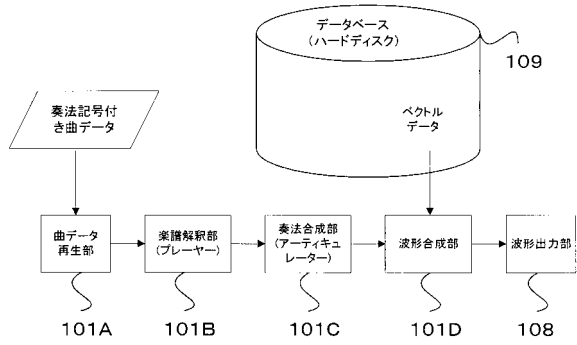 データベース
(ハードディスク)
109
奏法記号付
き曲データ
ベクトル
データ
曲データ
再生部
楽譜解釈部
(プレーヤー)
奏法合成部
(アーティキュ
レーター)
波形合成部
波形出力部
101A
101B
101C
101D
108